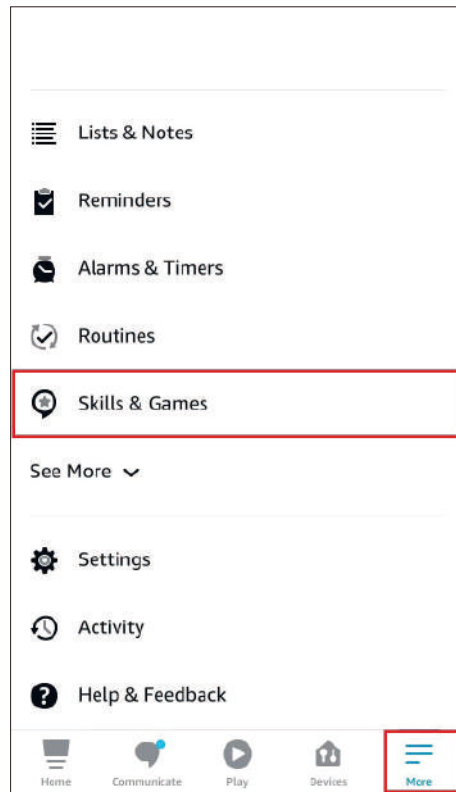 Lists & Notes
Reminders
Alarms & Timers
Routines
Skills & Games
See More
Settings
Activity
Help & Feedback
Home Communicate Play Devices More